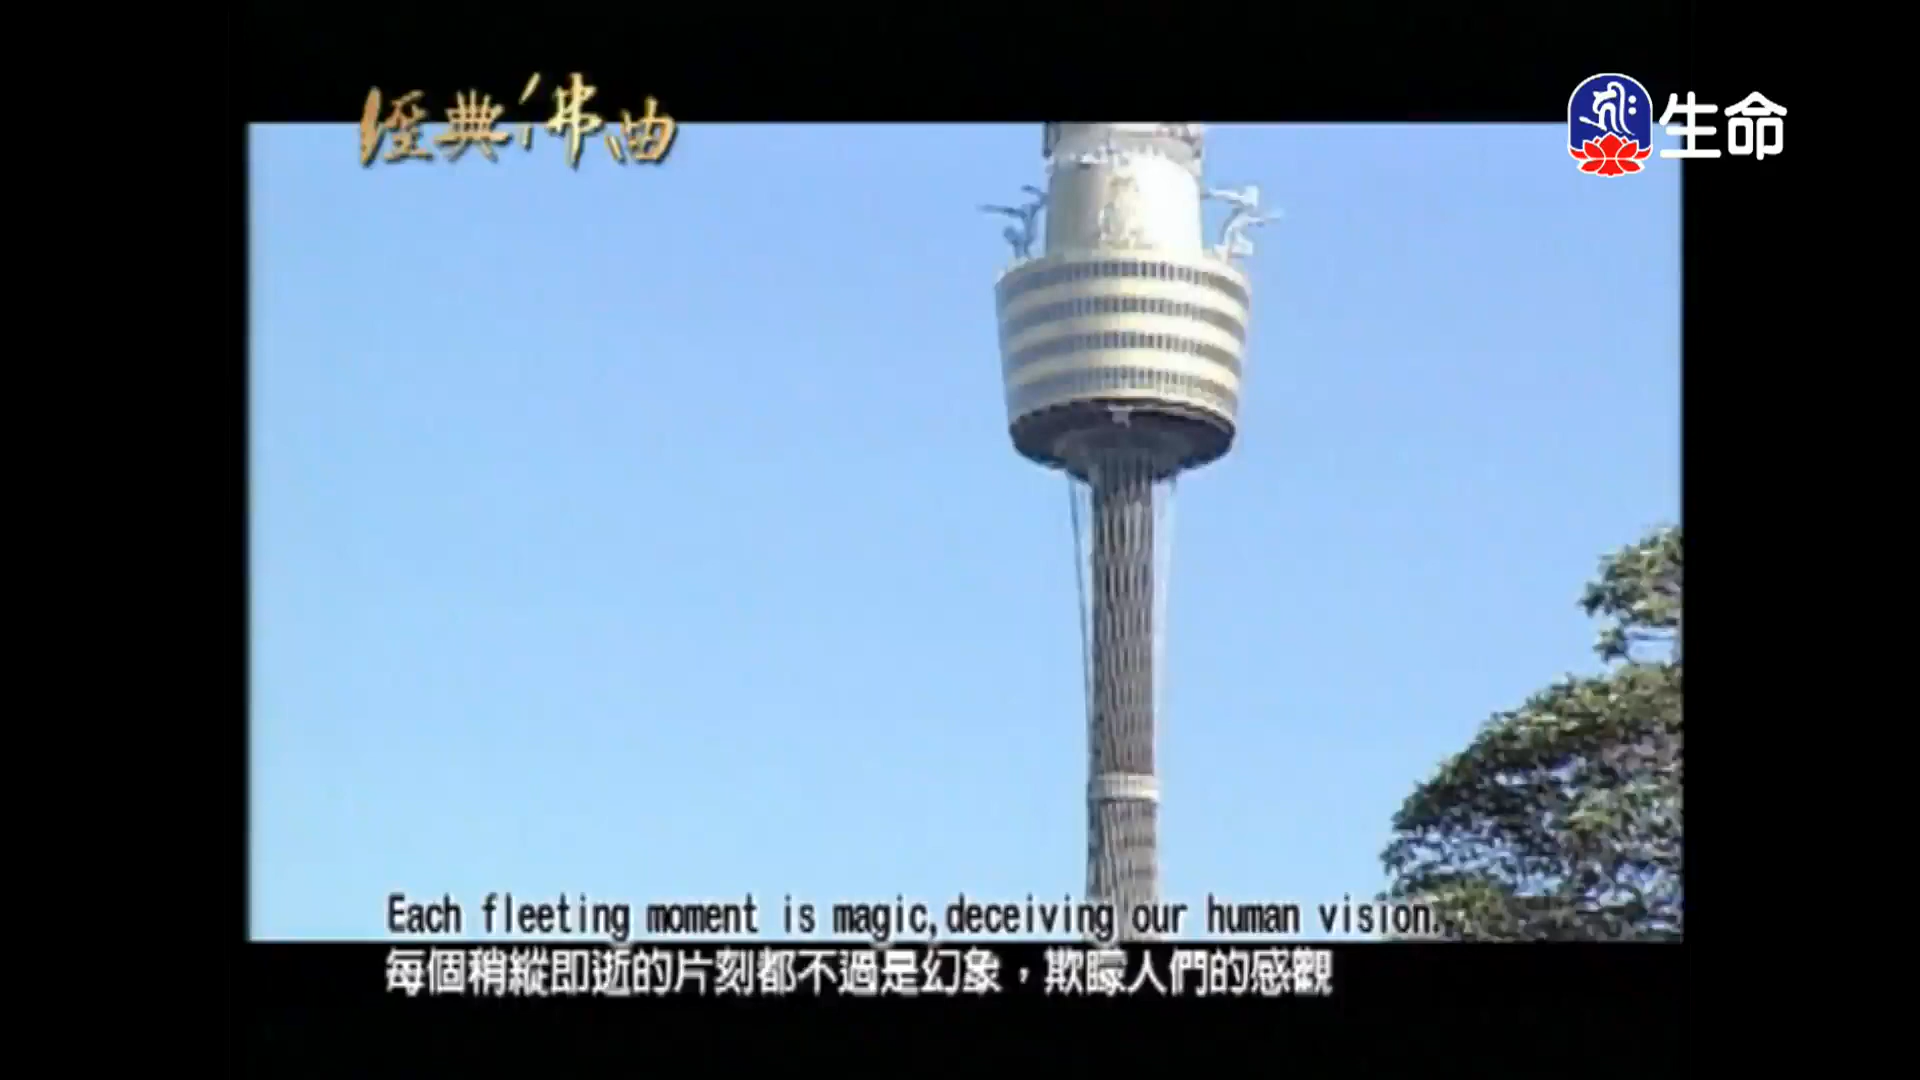 經典佛曲
生命
Each fleeting moment is magic,deceiving our human vision.
每個稍縱即逝的片刻都不過是幻象，欺矇人們的感觀